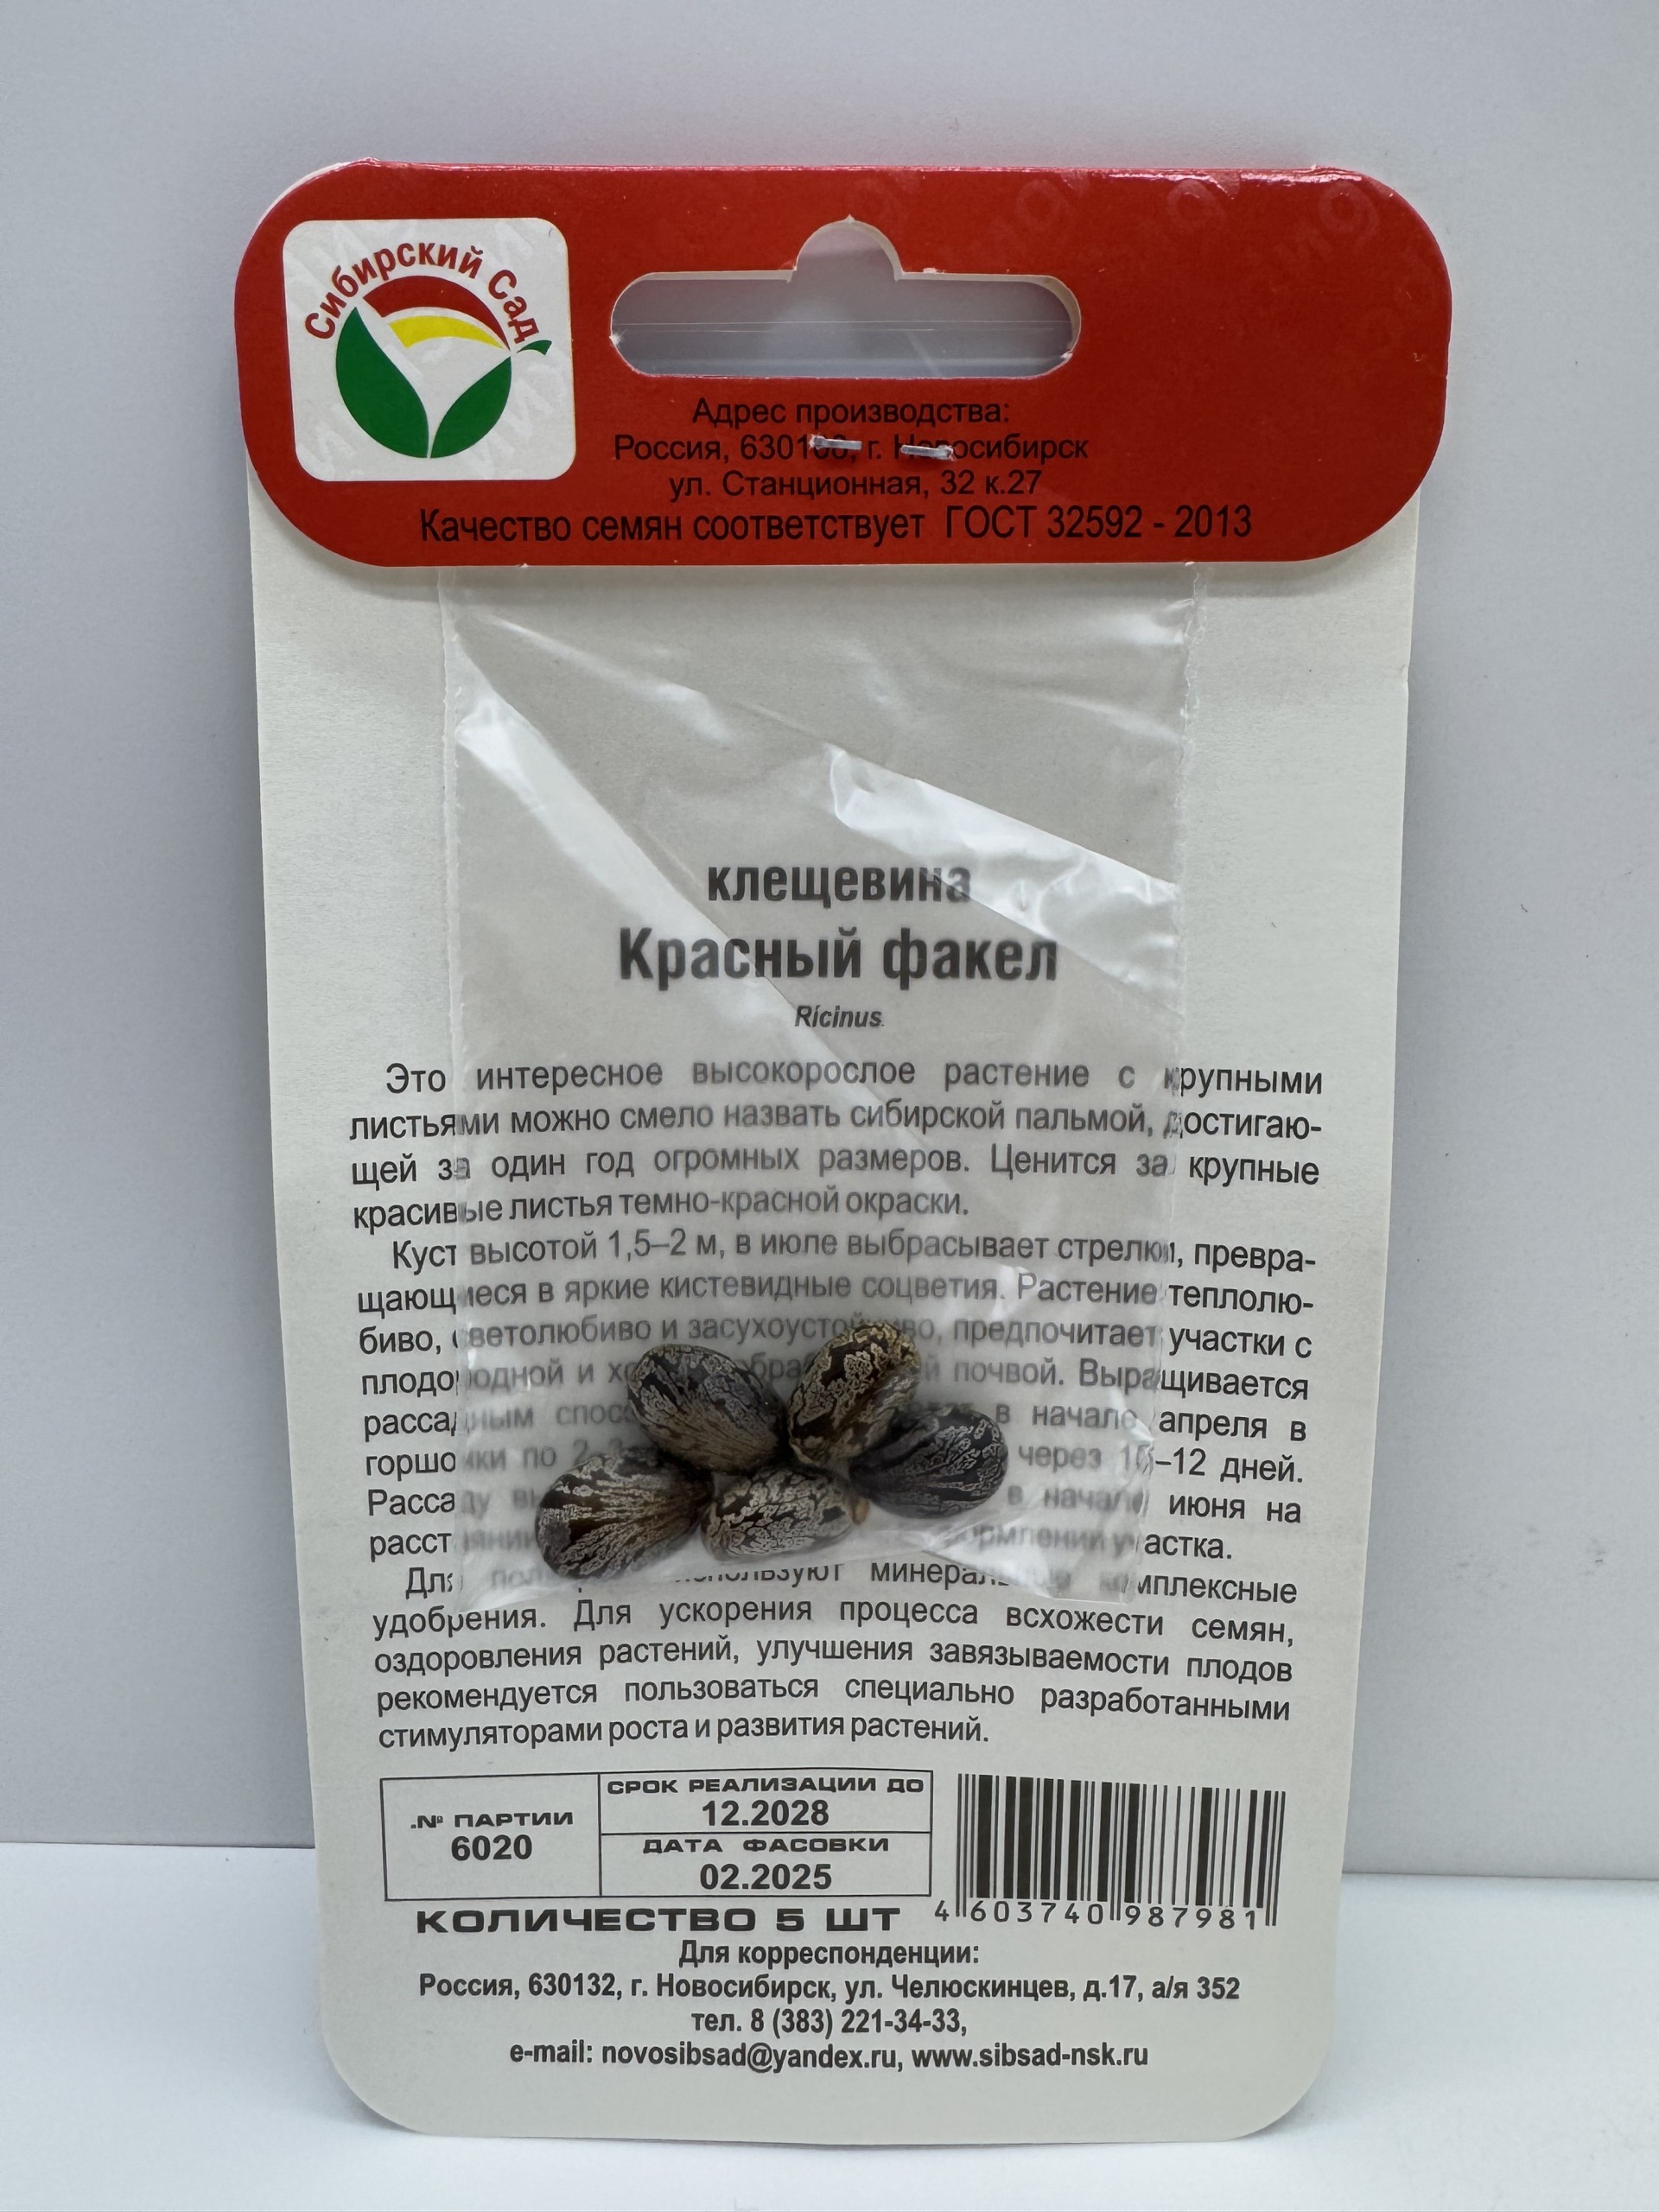 Сибирский Сад
Адрес производства:
Россия, г. Новосибирск
ул. Станционная, 32 к.27
Качество семян соответствует ГОСТ 32592 - 2013
клещевина
Красный факел
Ricinus
Это интересное высокорослое растение с крупными
листьями можно смело назвать сибирской пальмой, достигаю-
щей за один год огромных размеров. Ценится за крупные
красивые листья темно-красной окраски.
Куст высотой 1,5–2 м, в июле выбрасывает стрелки, превра-
щающиеся в яркие кистевидные соцветия. Растение теплолю-
биво, светолюбиво и засухоустойчиво, предпочитает участки с
плодородной и почвой. Выращивается
рассадным в начале апреля в
горшочки по через 10–12 дней.
Рассаду в начале июня на
участка.
Для используют минеральные комплексные
удобрения. Для ускорения процесса всхожести семян,
оздоровления растений, улучшения завязываемости плодов
рекомендуется пользоваться специально разработанными
стимуляторами роста и развития растений.
№ ПАРТИИ
6020
СРОК РЕАЛИЗАЦИИ ДО
12.2028
ДАТА ФАСОВКИ
02.2025
4 603740 987981
КОЛИЧЕСТВО 5 ШТ
Для корреспонденции:
Россия, 630132, г. Новосибирск, ул. Челюскинцев, д.17, а/я 352
тел. 8 (383) 221-34-33,
e-mail: novosibsad@yandex.ru, www.sibsad-nsk.ru